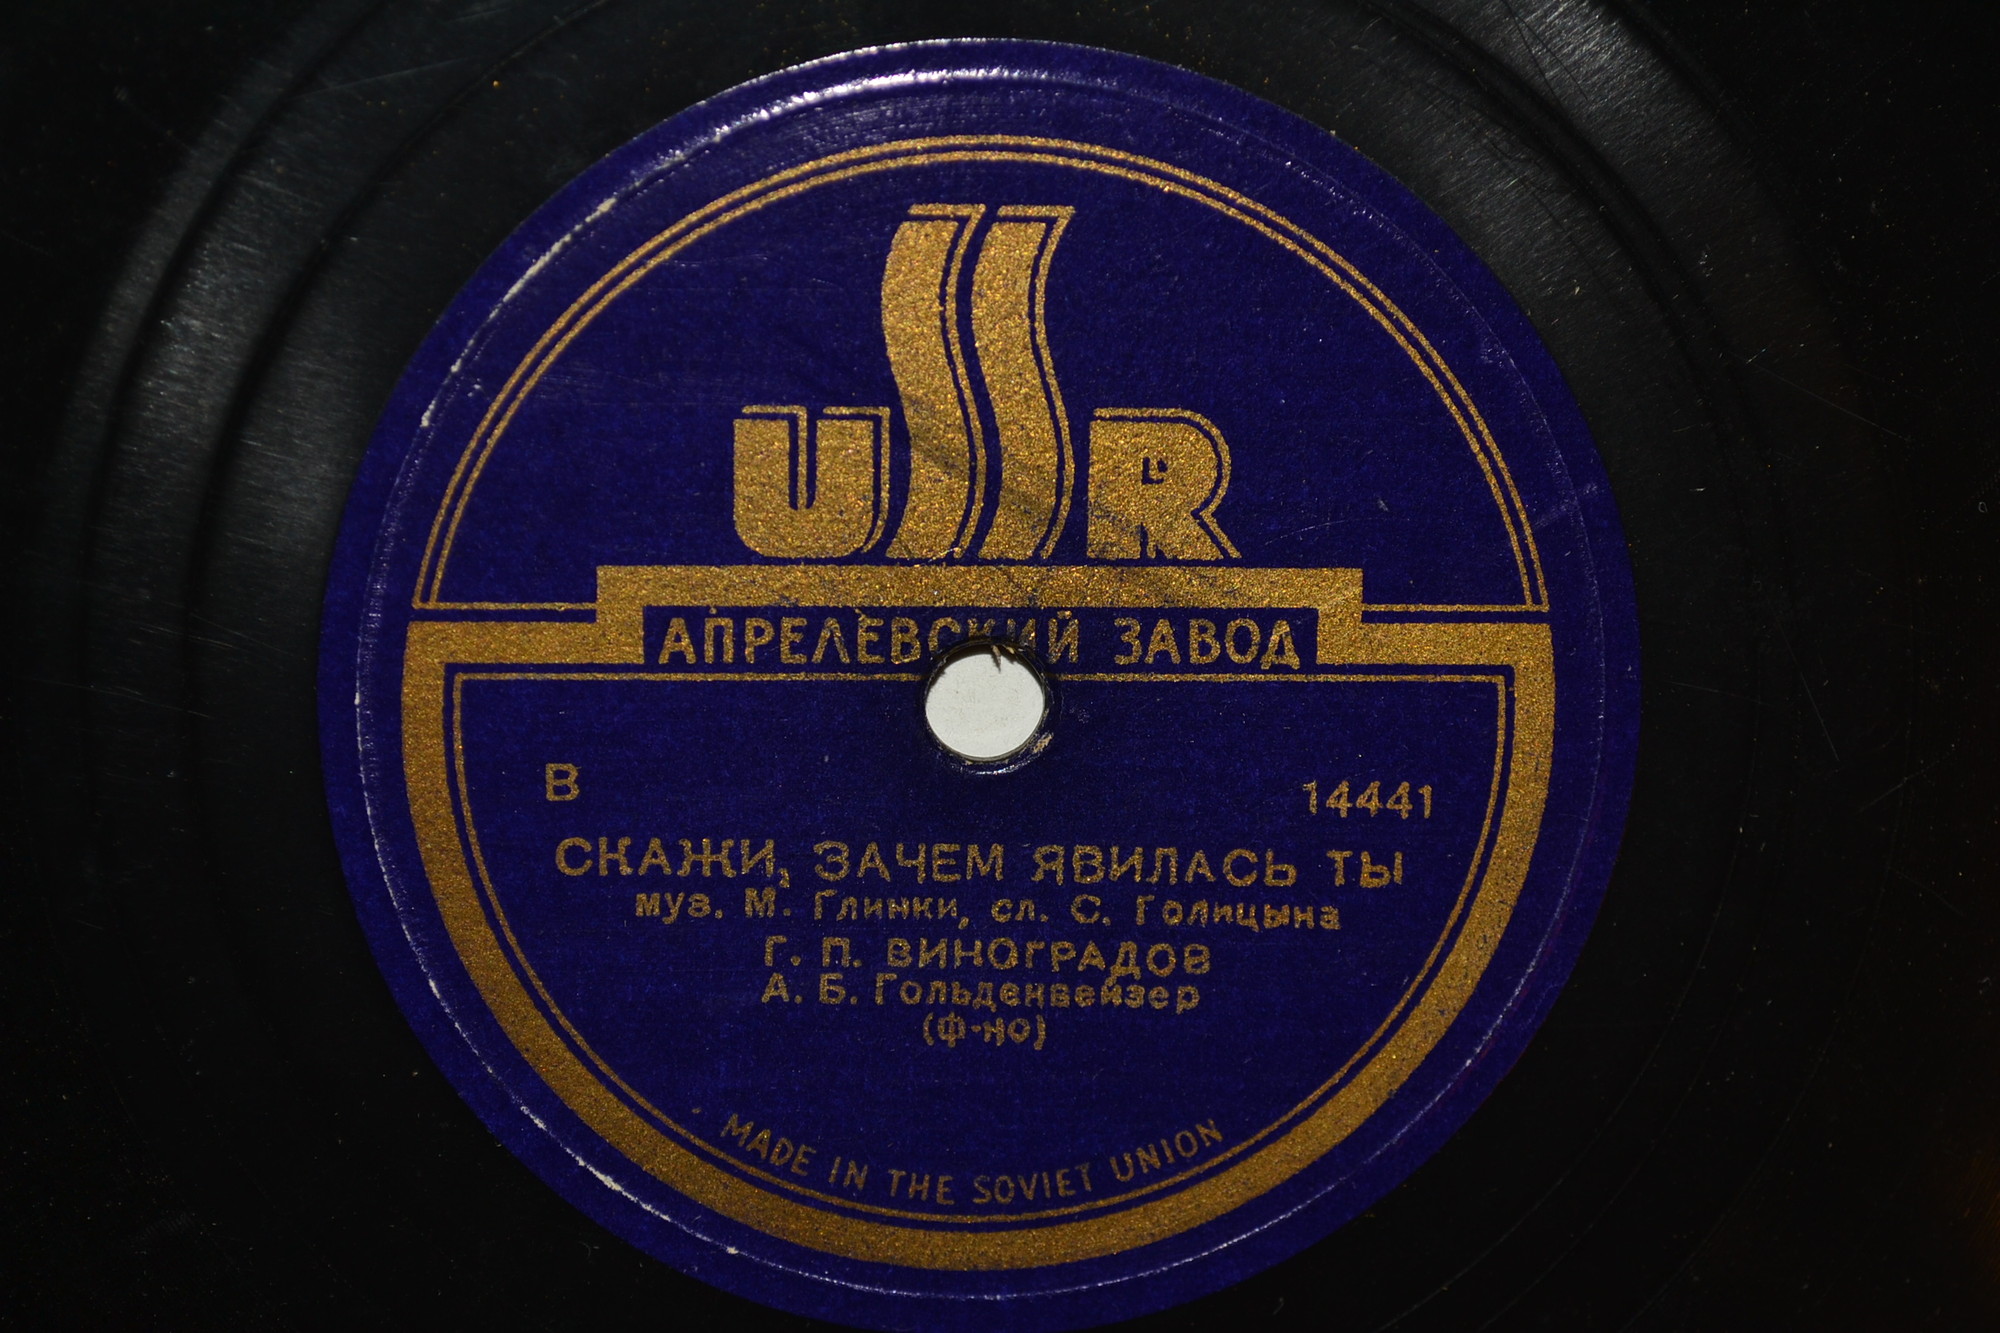 USSR
АПРЕЛЕВСКИЙ ЗАВОД
В 14441
СКАЖИ, ЗАЧЕМ ЯВИЛАСЬ ТЫ
муз. М. Глинки, сл. С. Голицына
Г. П. ВИНОГРАДОВ
А. Б. Гольденвейзер
(ф-но)
MADE IN THE SOVIET UNION